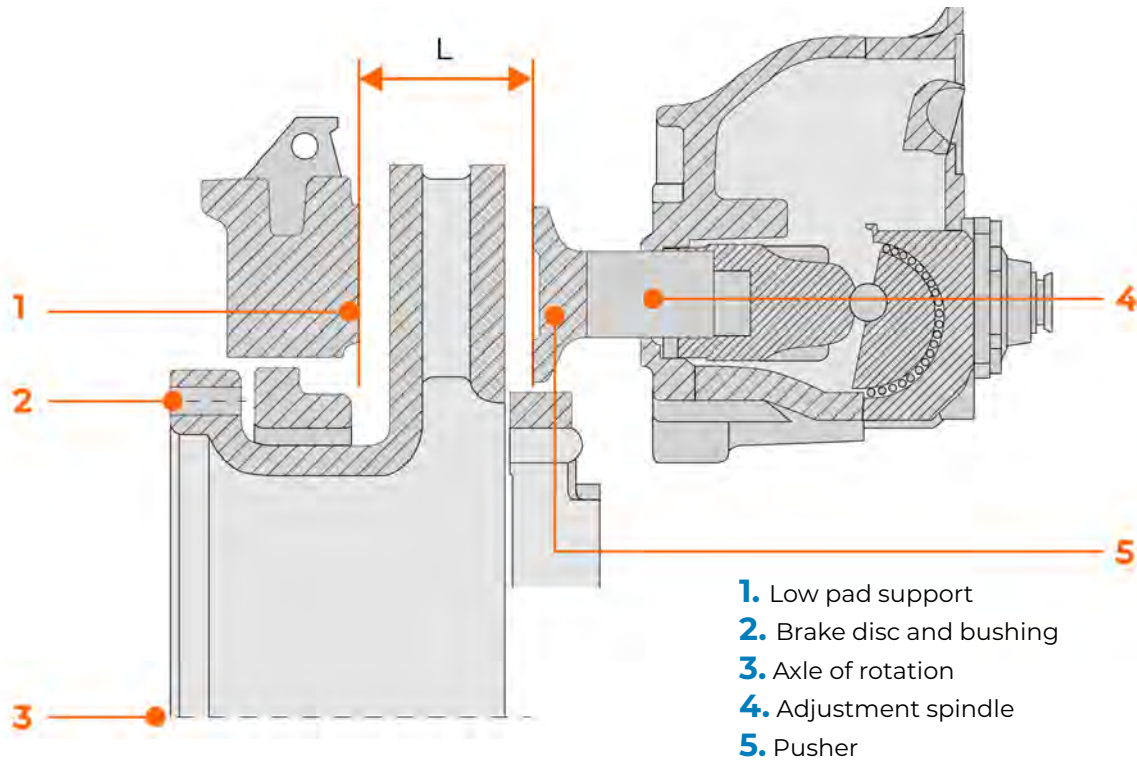 L
1
4
2
5
3
1. Low pad support
2. Brake disc and bushing
3. Axle of rotation
4. Adjustment spindle
5. Pusher